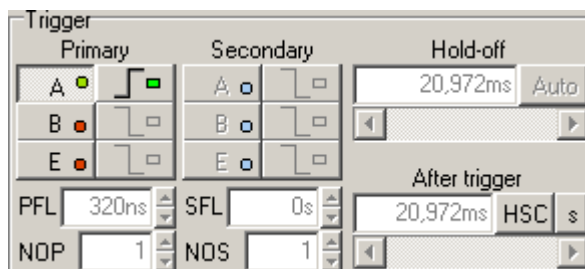 Trigger
Primary Secondary Hold-off
A A 20,972ms Auto
B B
E E After trigger
PFL 320ns SFL 0s 20,972ms HSC s
NOP 1 NOS 1